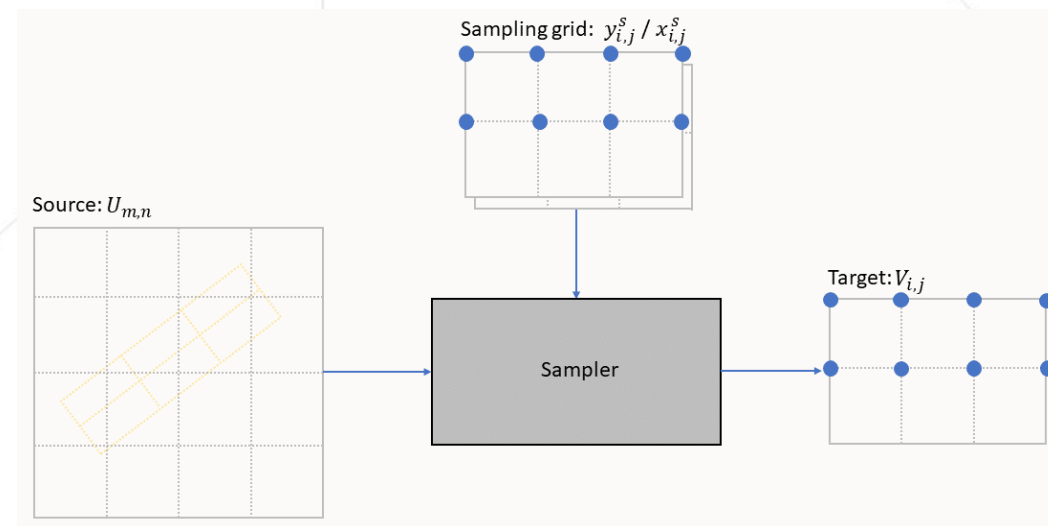 Sampling grid: y^s_{i,j} / x^s_{i,j}
Source: U_{m,n}
Target: V_{i,j}
Sampler